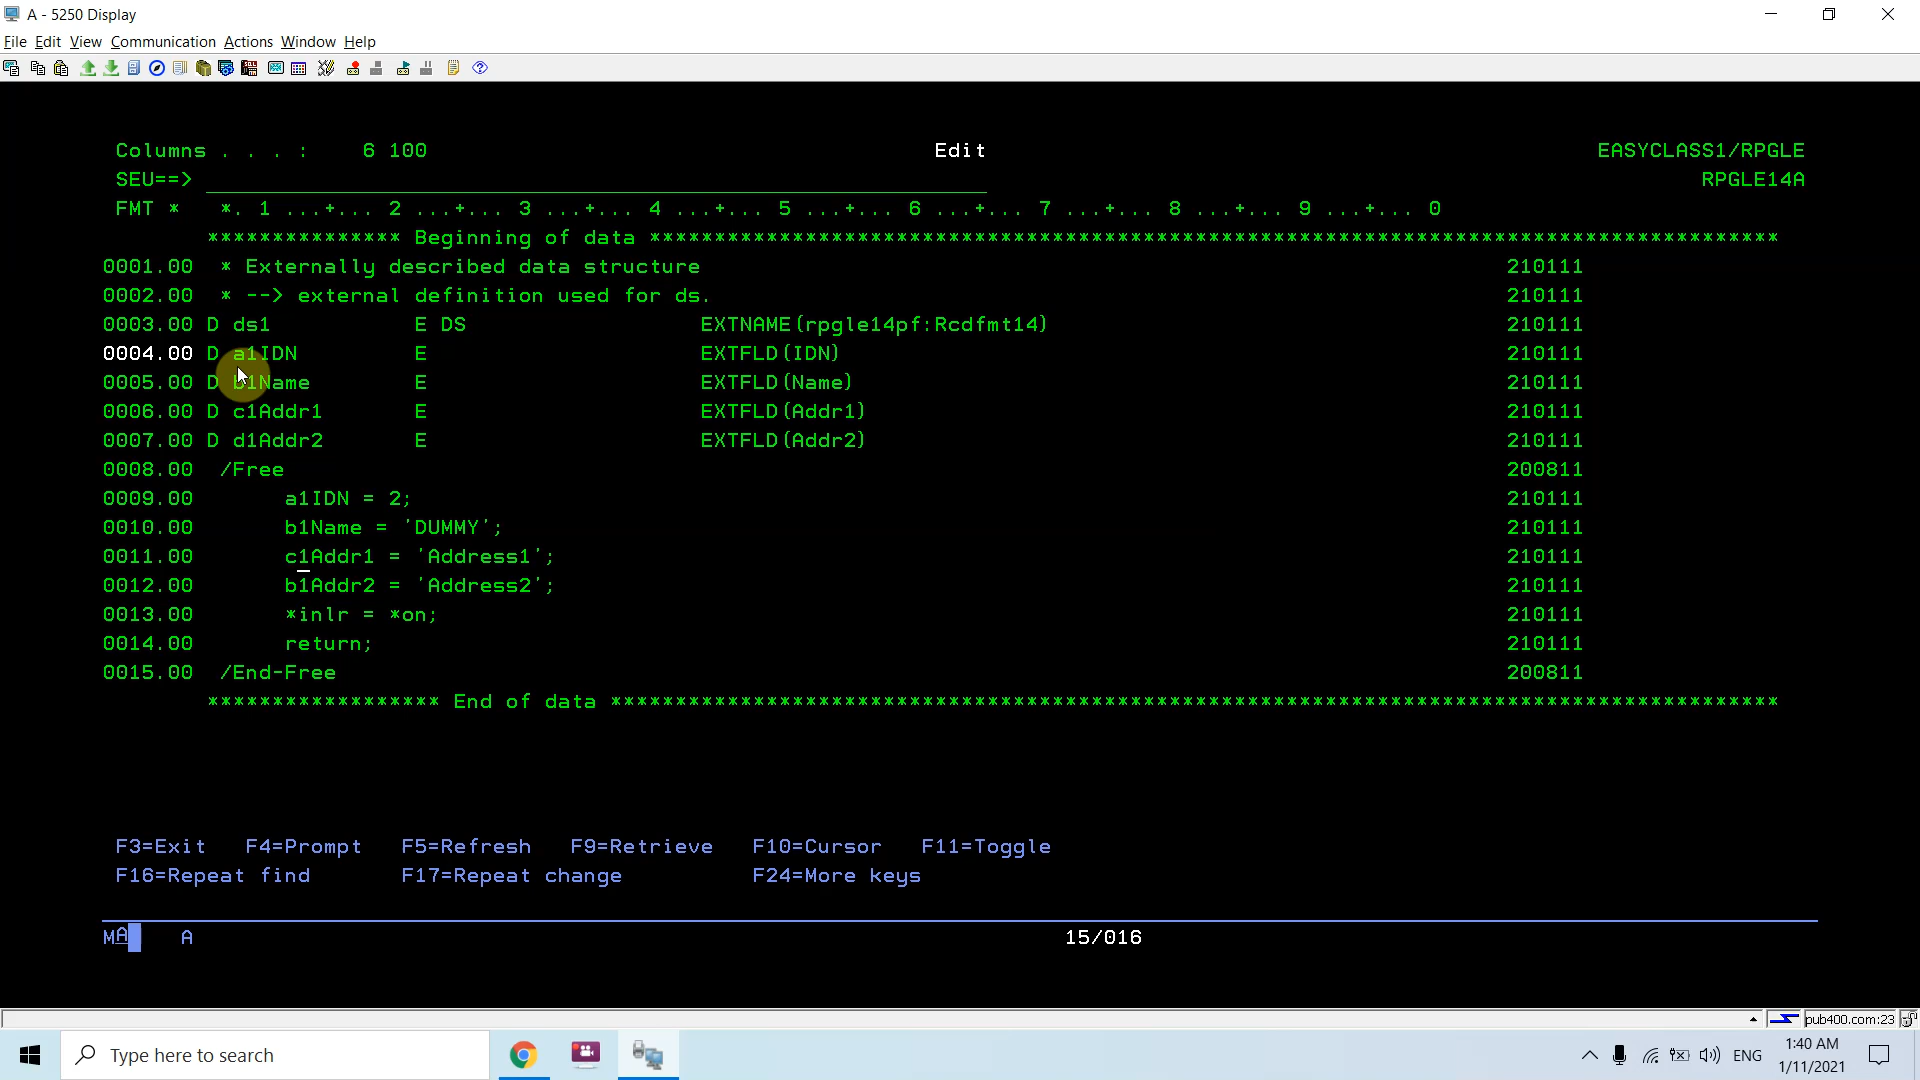 A - 5250 Display
File Edit View Communication Actions Window Help
Columns . . . :    6 100                                       Edit                                               EASYCLASS1/RPGLE
SEU==>                                                                                                                    RPGLE14A
FMT *   *. 1 ...+... 2 ...+... 3 ...+... 4 ...+... 5 ...+... 6 ...+... 7 ...+... 8 ...+... 9 ...+... 0
*************** Beginning of data ***************************************************************************************
0001.00  * Externally described data structure                                                              210111
0002.00  * --> external definition used for ds.                                                             210111
0003.00 D ds1           E DS                  EXTNAME(rpgle14pf:Rcdfmt14)                                   210111
0004.00 D a1IDN         E                     EXTFLD(IDN)                                                   210111
0005.00 D b1Name        E                     EXTFLD(Name)                                                  210111
0006.00 D c1Addr1       E                     EXTFLD(Addr1)                                                 210111
0007.00 D d1Addr2       E                     EXTFLD(Addr2)                                                 210111
0008.00  /Free                                                                                              200811
0009.00       a1IDN = 2;                                                                                    210111
0010.00       b1Name = 'DUMMY';                                                                             210111
0011.00       c1Addr1 = 'Address1';                                                                         210111
0012.00       b1Addr2 = 'Address2';                                                                         210111
0013.00       *inlr = *on;                                                                                  210111
0014.00       return;                                                                                       210111
0015.00  /End-Free                                                                                          200811
****************** End of data ******************************************************************************************
F3=Exit   F4=Prompt   F5=Refresh   F9=Retrieve   F10=Cursor   F11=Toggle
F16=Repeat find       F17=Repeat change          F24=More keys
MA    A                                                                   15/016
pub400.com:23
Type here to search
ENG
1:40 AM
1/11/2021